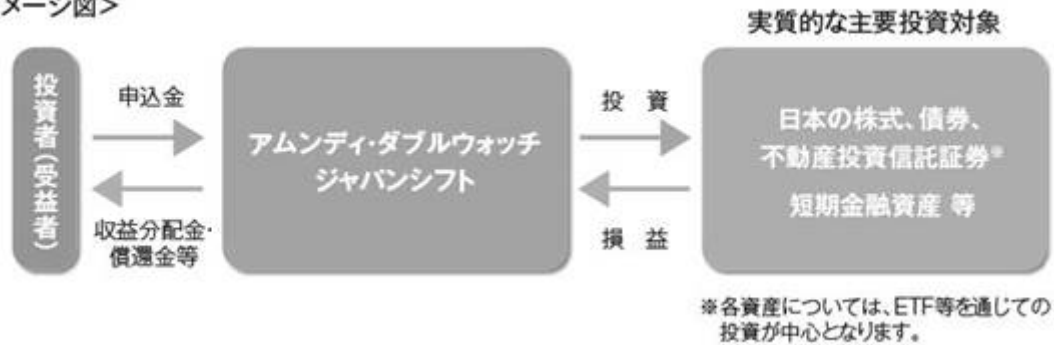 メージ図＞
実質的な主要投資対象
投資者(受益者)
申込金
収益分配金・
償還金等
アムンディ・ダブルウォッチ
ジャパンシフト
投 資
損 益
日本の株式、債券、
不動産投資信託証券※
短期金融資産 等
※各資産については、ETF等を通じての
投資が中心となります。